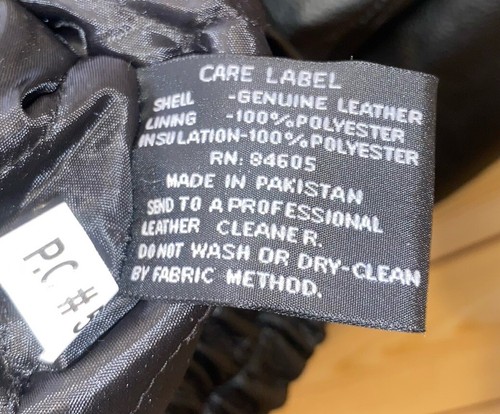 CARE LABEL
SHELL -GENUINE LEATHER
LINING -100%POLYESTER
INSULATION-100%POLYESTER
RN: 84605
MADE IN PAKISTAN
SEND TO A PROFESSIONAL
LEATHER CLEANER.
DO NOT WASH OR DRY-CLEAN
BY FABRIC METHOD.
P.C #5